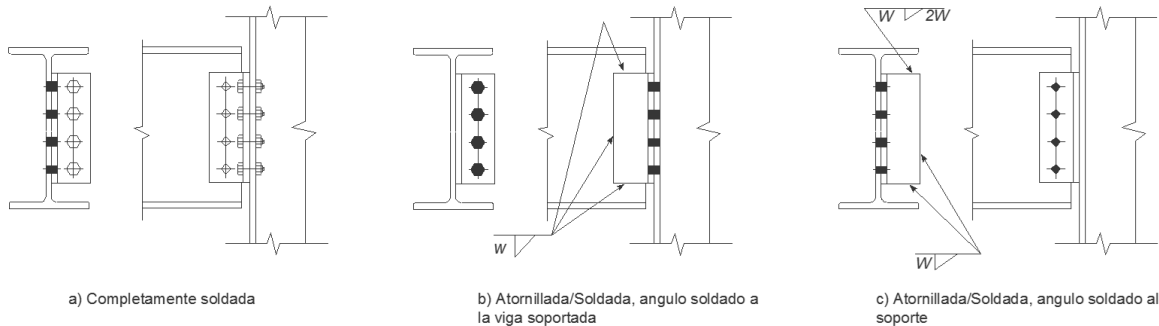 W 2W
W
W
a) Completamente soldada
b) Atornillada/Soldada, angulo soldado a
la viga soportada
c) Atornillada/Soldada, angulo soldado al
soporte